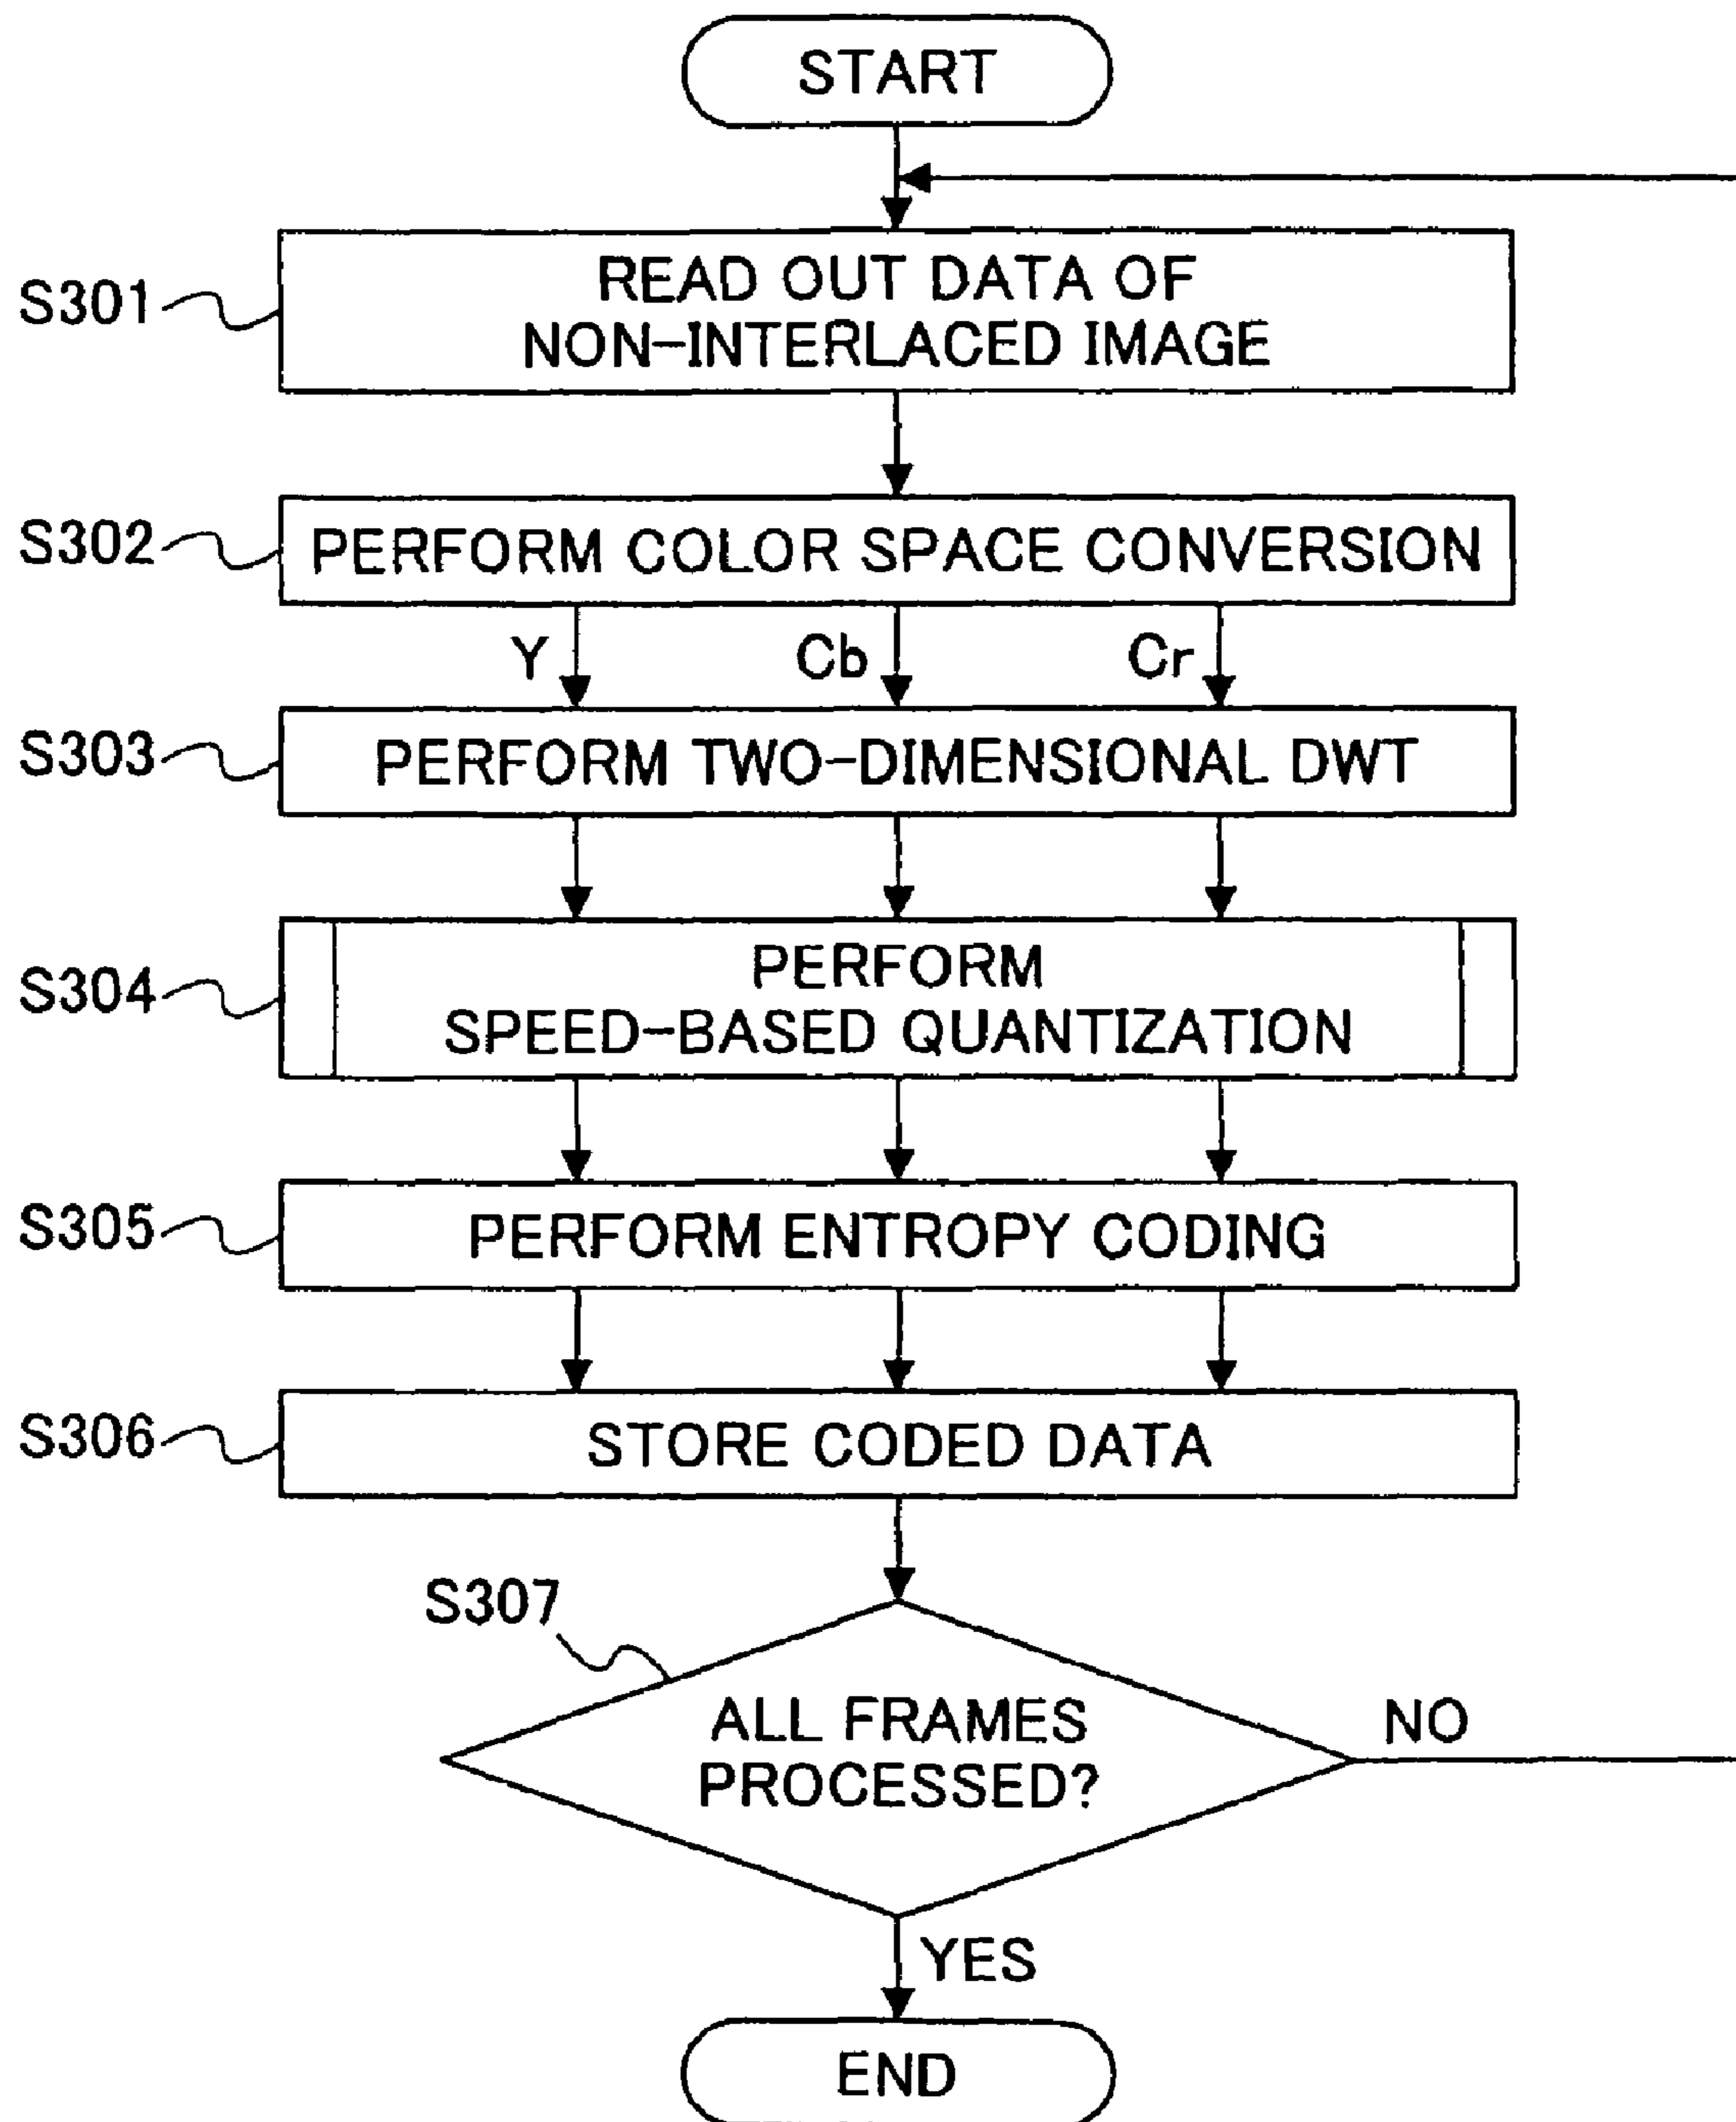 START
S301
READ OUT DATA OF
NON-INTERLACED IMAGE
S302
PERFORM COLOR SPACE CONVERSION
Y
Cb
Cr
S303
PERFORM TWO-DIMENSIONAL DWT
S304
PERFORM
SPEED-BASED QUANTIZATION
S305
PERFORM ENTROPY CODING
S306
STORE CODED DATA
S307
ALL FRAMES
PROCESSED?
NO
YES
END